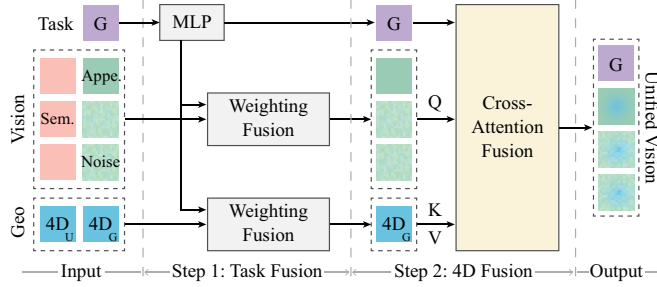 Task
G
MLP
G
Vision
Appe.
Sem.
Noise
Weighting
Fusion
Q
Cross-
Attention
Fusion
G
Unified Vision
Geo
4D U
4D G
Weighting
Fusion
4D G
K
V
Input
Step 1: Task Fusion
Step 2: 4D Fusion
Output